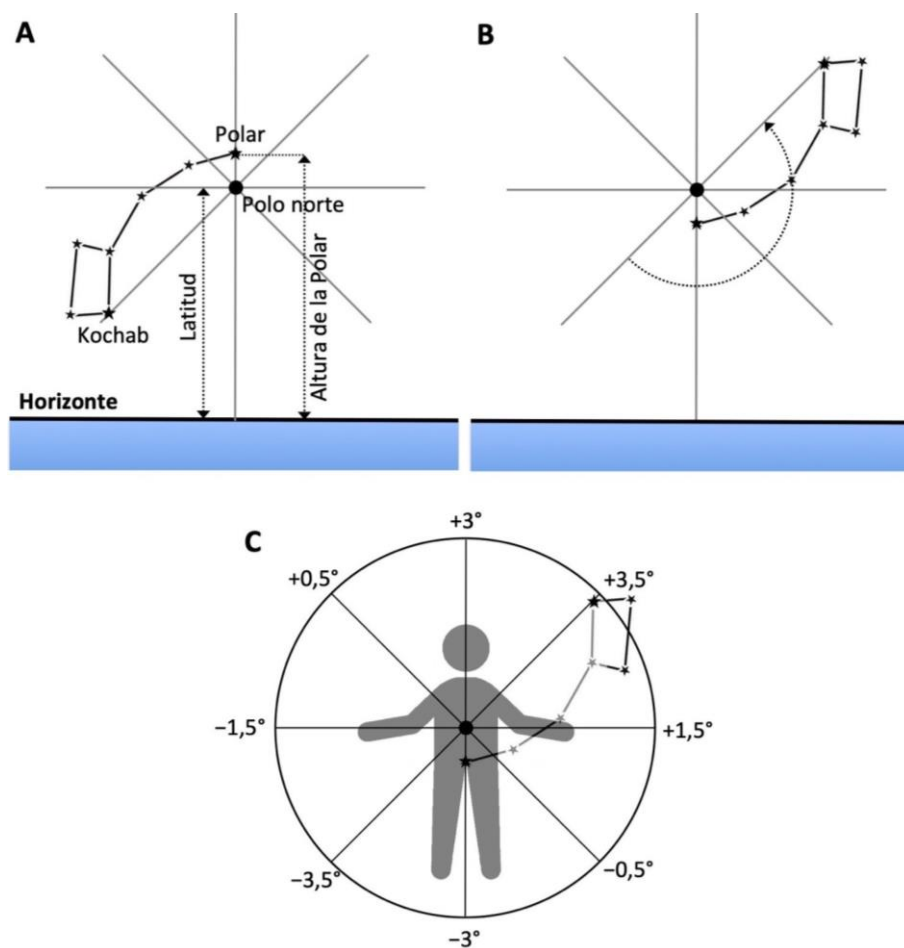 A
B
Polar
Polo norte
Latitud
Altura de la Polar
Kochab
Horizonte
C
+3°
+0,5°
+3,5°
−1,5°
+1,5°
−3,5°
−0,5°
−3°